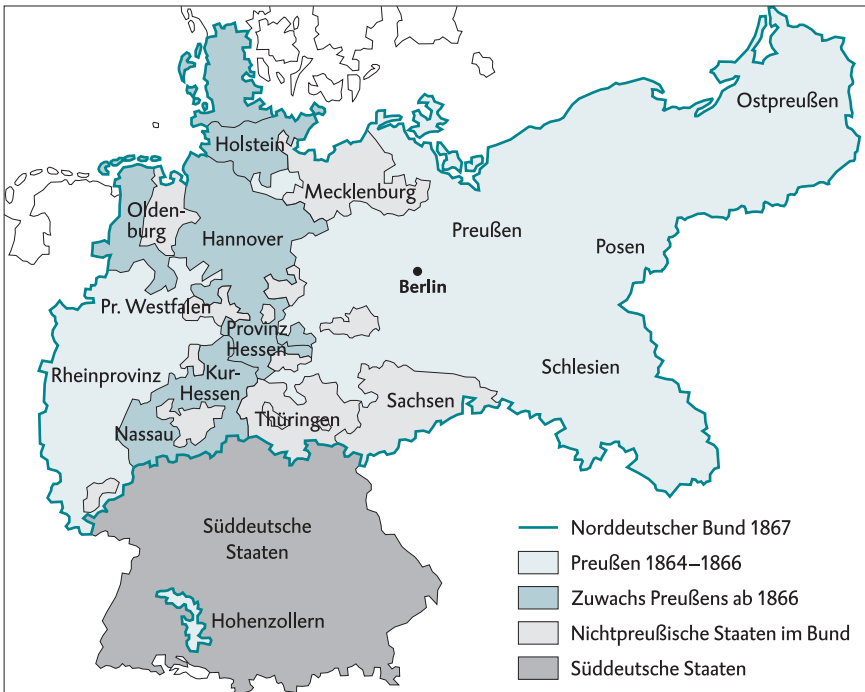 Ostpreußen
Holstein
Mecklenburg
Olden-
burg
Hannover
Preußen
Posen
Berlin
Pr. Westfalen
Provinz
Hessen
Rheinprovinz
Kur-
Hessen
Schlesien
Sachsen
Thüringen
Nassau
Süddeutsche
Staaten
Hohenzollern
Norddeutscher Bund 1867
Preußen 1864–1866
Zuwachs Preußens ab 1866
Nichtpreußische Staaten im Bund
Süddeutsche Staaten